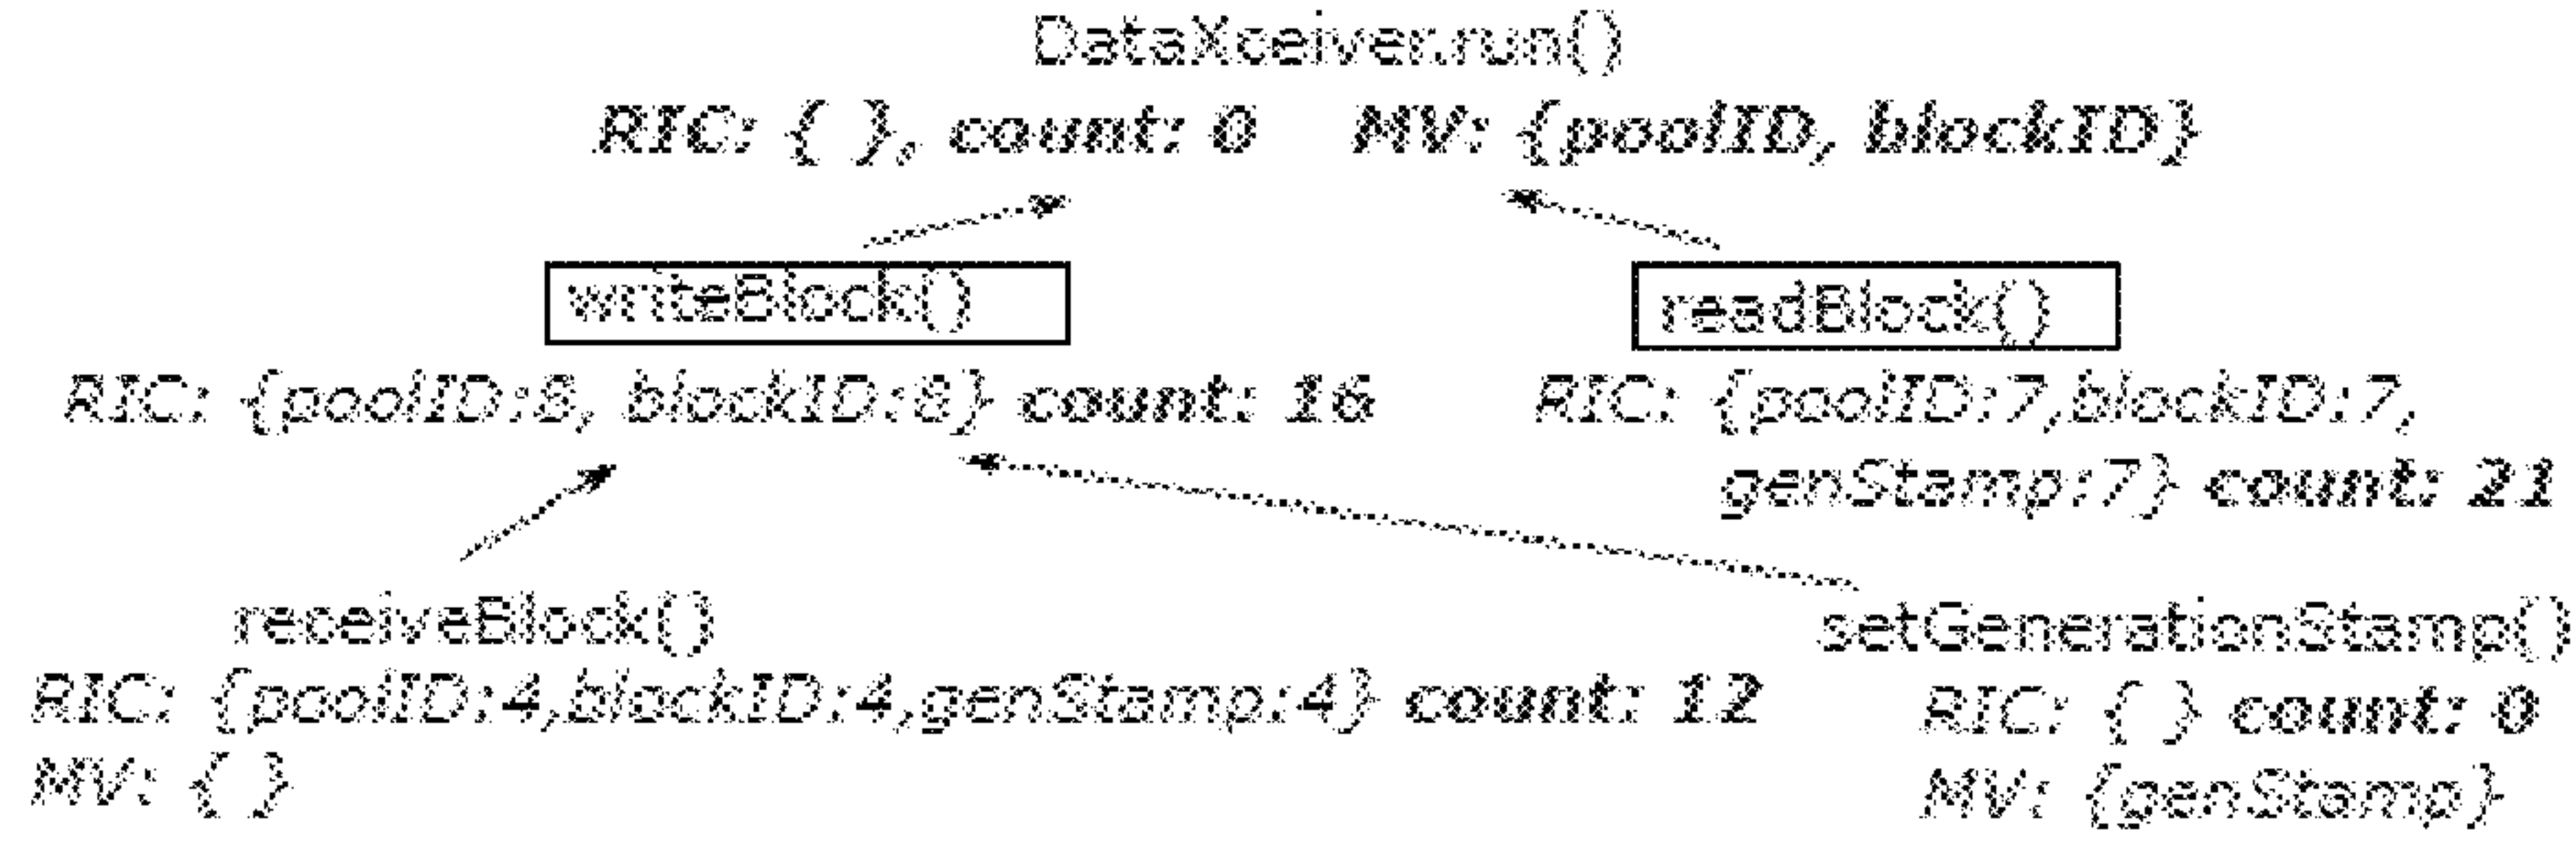 DataXceiver.run()
RIC: { }, count: 0 MV: {poolID, blockID}
writeBlock()
readBlock()
RIC: {poolID:8, blockID:8} count: 16
RIC: {poolID:7,blockID:7,
genStamp:7} count: 21
receiveBlock()
RIC: {poolID:4,blockID:4,genStamp:4} count: 12
MV: { }
setGenerationStamp()
RIC: { } count: 0
MV: {genStamp}